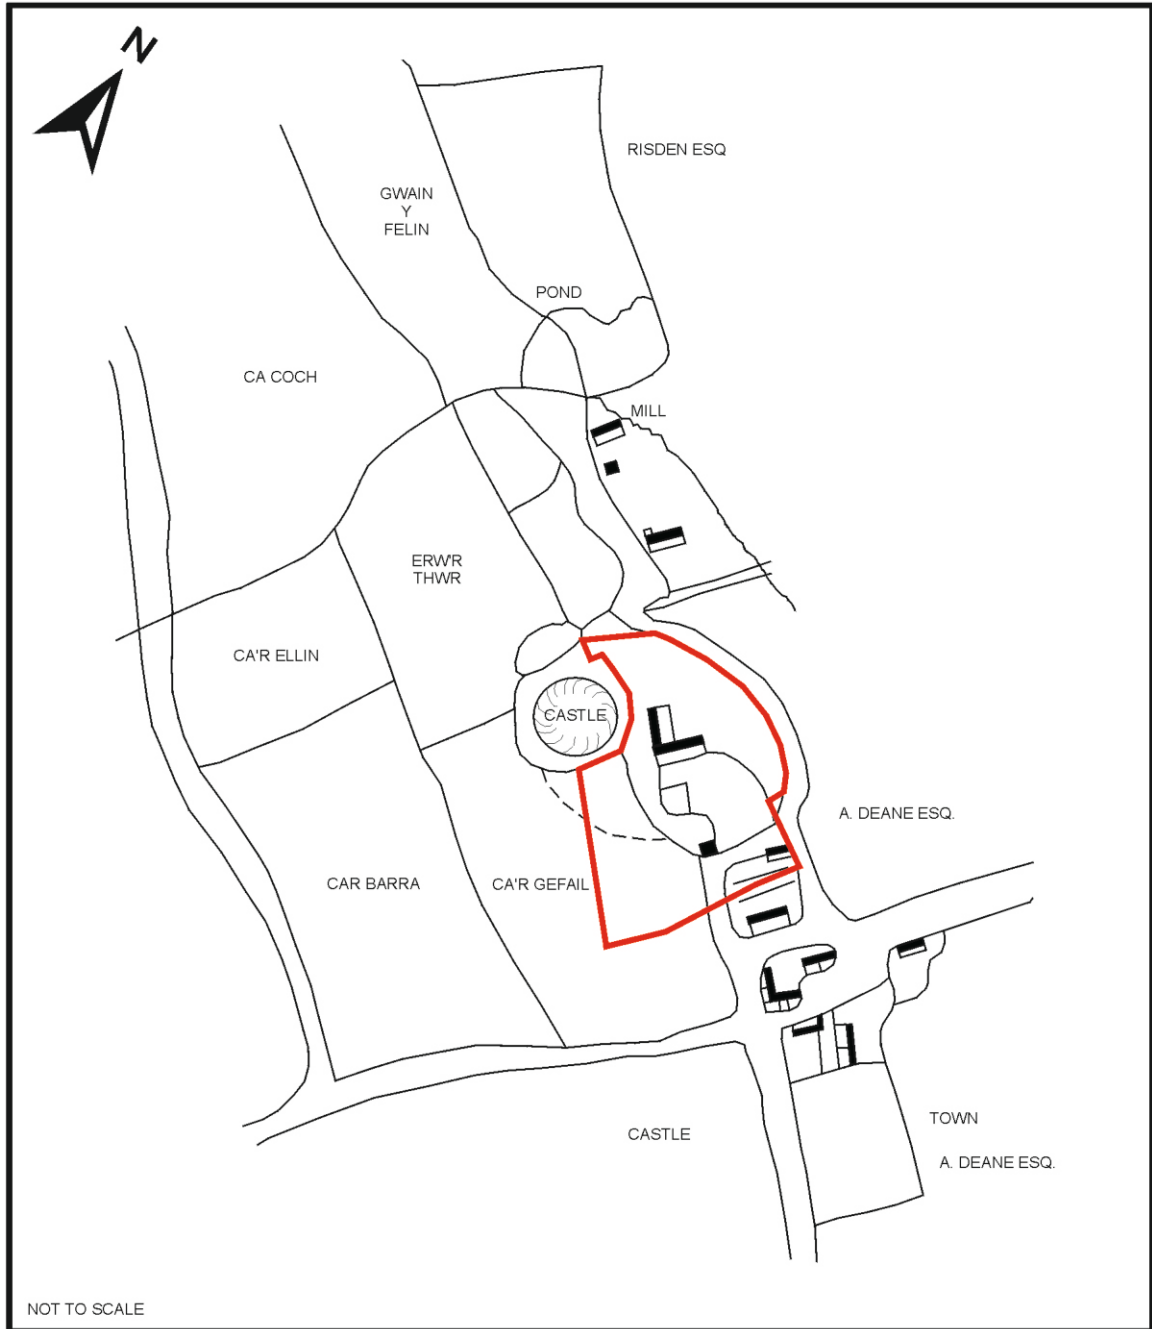 N
RISDEN ESQ
GWAIN
Y
FELIN
POND
CA COCH
MILL
ERW'R
THWR
CA'R ELLIN
CASTLE
A. DEANE ESQ.
CAR BARRA
CA'R GEFAIL
TOWN
CASTLE
A. DEANE ESQ.
NOT TO SCALE